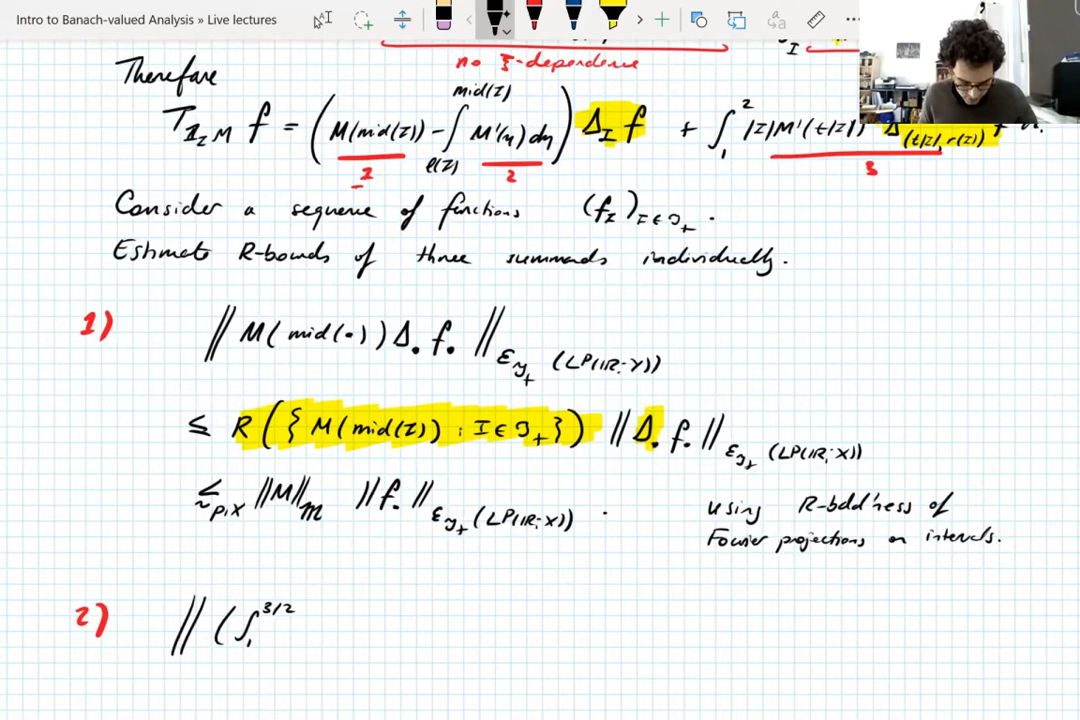 Intro to Banach-valued Analysis » Live lectures
no ξ-dependence
I
Therefore
T_{1_I M} f = ( M(mid(I)) - ∫_{ℓ(I)}^{mid(I)} M'(η) dη ) Δ_I f + ∫_1^2 |I| M'(t|I|) Δ_{(t|I|, r(I))} f
1 2 3
Consider a sequence of functions (f_I)_{I ∈ 𝒥_+}.
Estimate R-bounds of three summands individually.
1) ‖ M(mid(·)) Δ. f. ‖_{ε_{𝒥_+}(L^p(ℝ;Y))}
≤ R({ M(mid(I)) : I ∈ 𝒥_+ }) ‖ Δ. f. ‖_{ε_{𝒥_+}(L^p(ℝ;X))}
≲_{p,X} ‖M‖_𝔐 ‖f.‖_{ε_{𝒥_+}(L^p(ℝ;X))} . using R-bdd'ness of
Fourier projections on intervals.
2) ‖ ( ∫_1^{3/2}